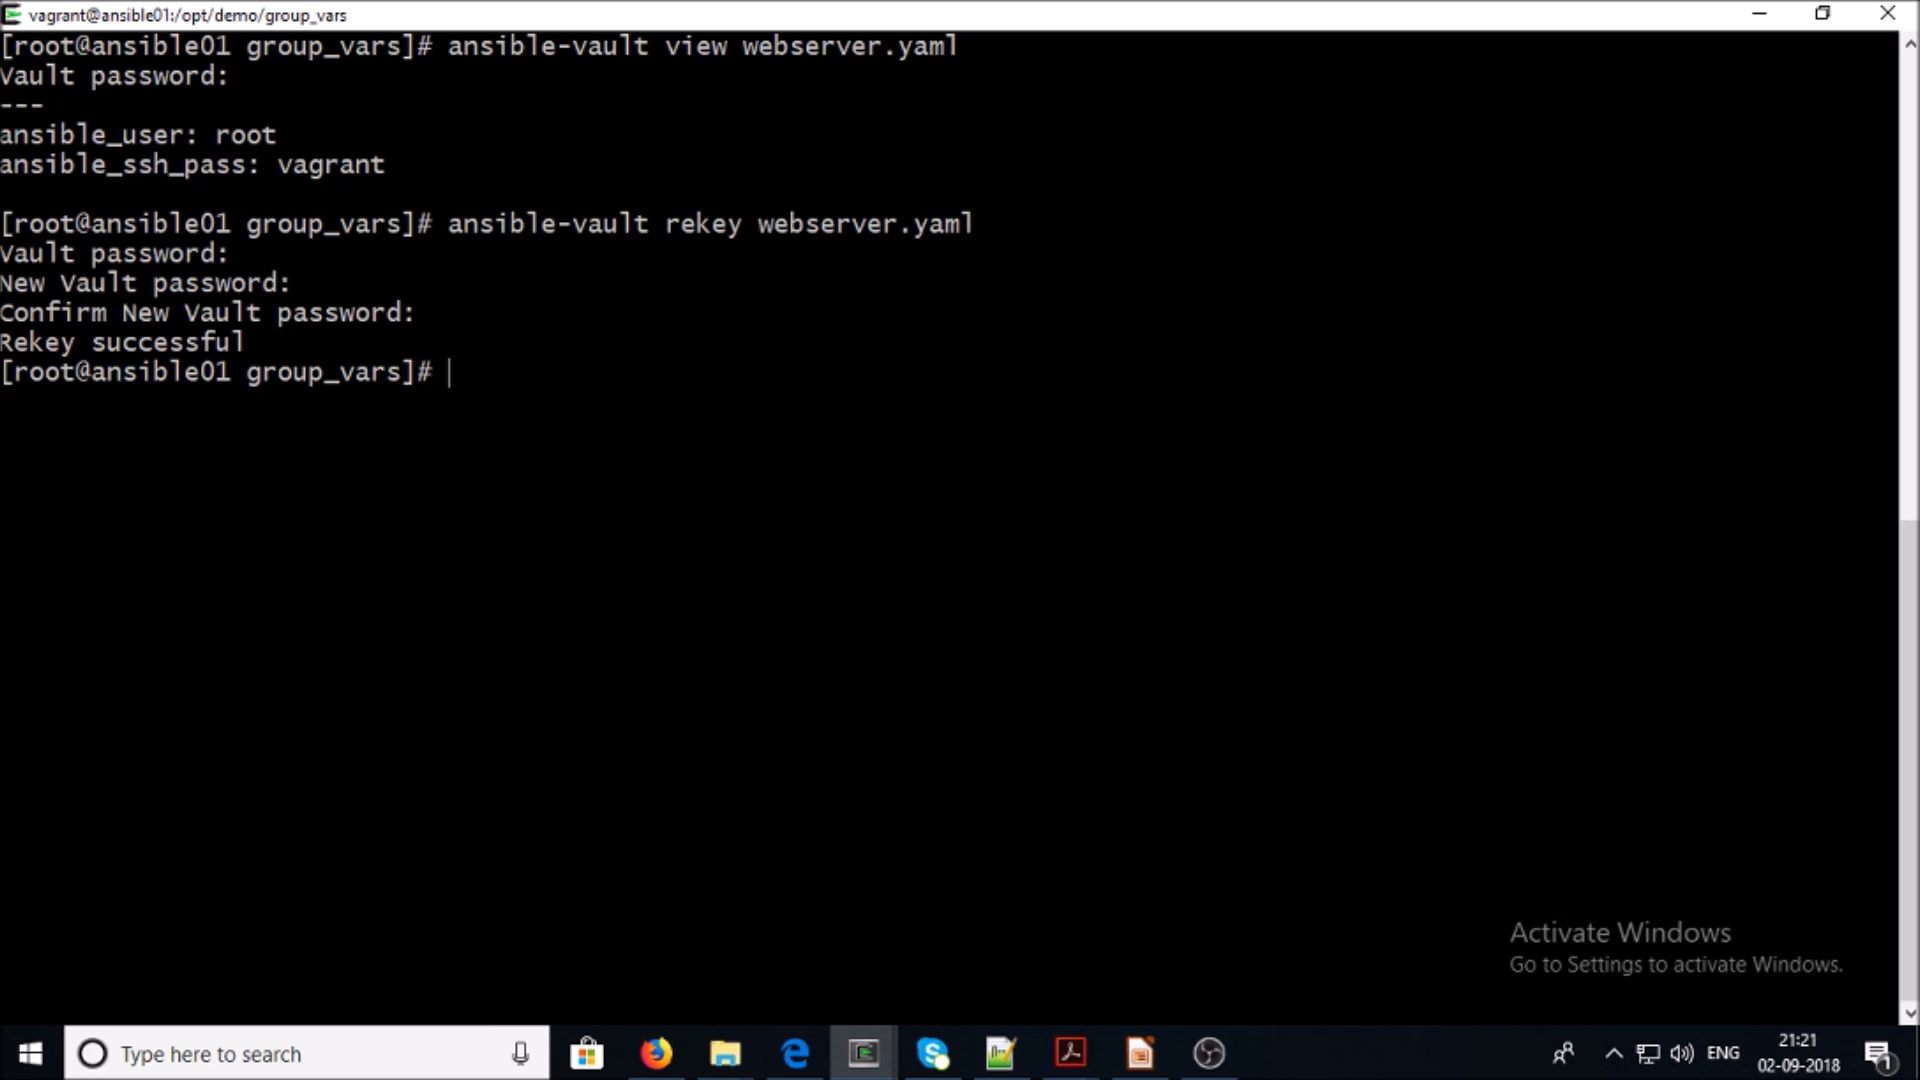 vagrant@ansible01:/opt/demo/group_vars
[root@ansible01 group_vars]# ansible-vault view webserver.yaml
Vault password:
---
ansible_user: root
ansible_ssh_pass: vagrant
[root@ansible01 group_vars]# ansible-vault rekey webserver.yaml
Vault password:
New Vault password:
Confirm New Vault password:
Rekey successful
[root@ansible01 group_vars]#
Activate Windows
Go to Settings to activate Windows.
Type here to search
ENG
21:21
02-09-2018
1